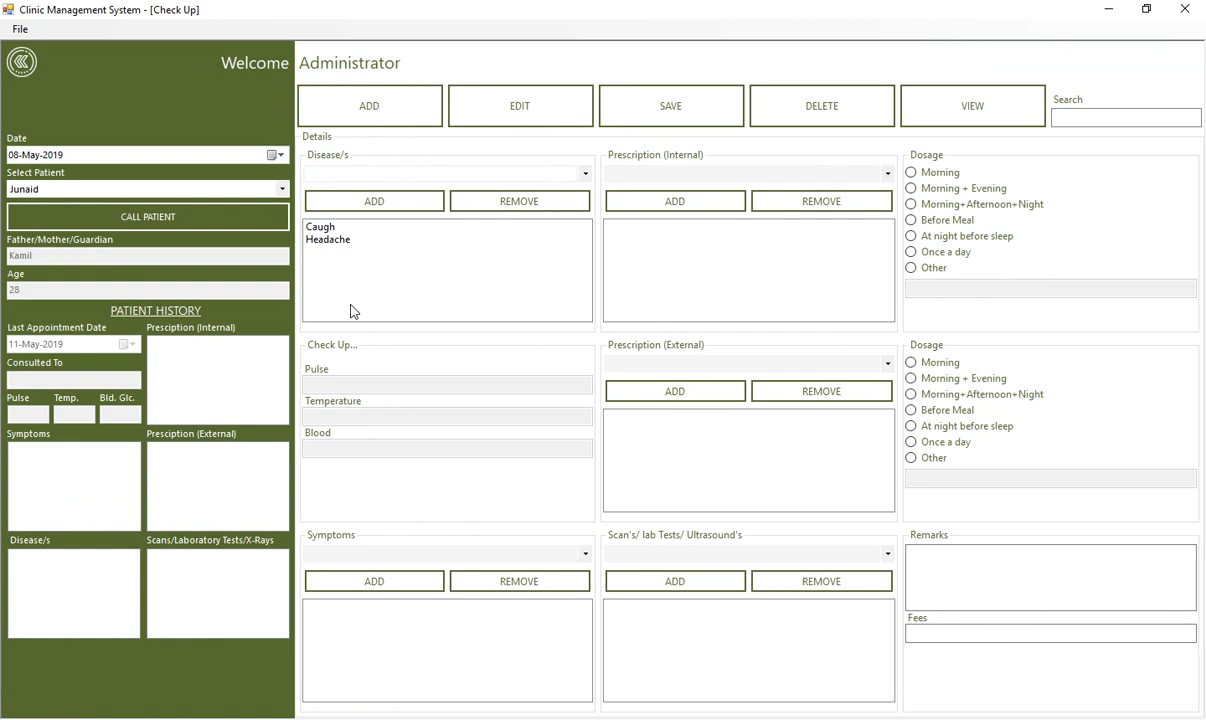 Clinic Management System - [Check Up]
File
Welcome Administrator
ADD EDIT SAVE DELETE VIEW
Search
Date
08-May-2019
Select Patient
Junaid
CALL PATIENT
Father/Mother/Guardian
Kamil
Age
28
PATIENT HISTORY
Last Appointment Date
11-May-2019
Consulted To
Pulse Temp. Bld. Glc.
Presciption (Internal)
Symptoms
Presciption (External)
Disease/s
Scans/Laboratory Tests/X-Rays
Details
Disease/s
ADD REMOVE
Caugh
Headache
Prescription (Internal)
ADD REMOVE
Dosage
Morning
Morning + Evening
Morning+Afternoon+Night
Before Meal
At night before sleep
Once a day
Other
Check Up...
Pulse
Temperature
Blood
Prescription (External)
ADD REMOVE
Dosage
Morning
Morning + Evening
Morning+Afternoon+Night
Before Meal
At night before sleep
Once a day
Other
Symptoms
ADD REMOVE
Scan's/ lab Tests/ Ultrasound's
ADD REMOVE
Remarks
Fees